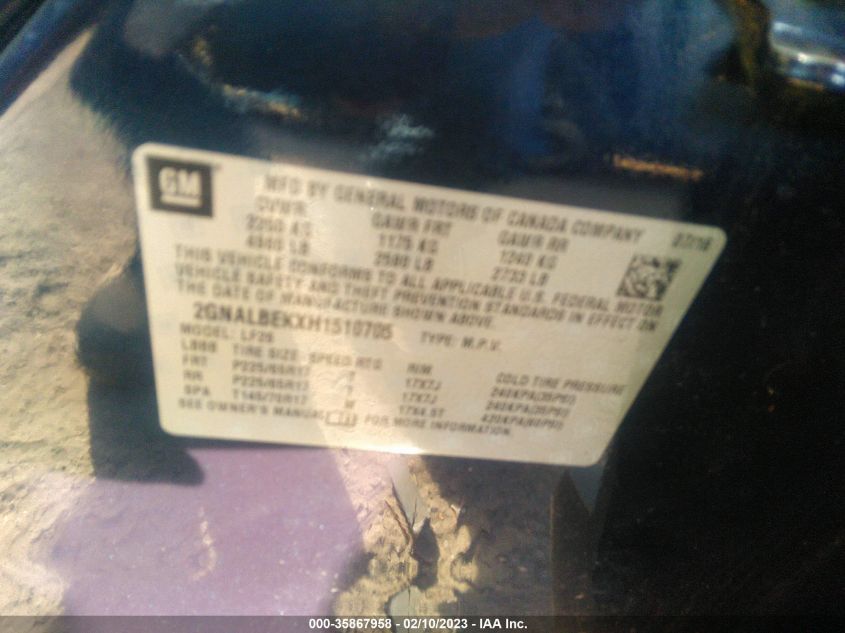 GM
MFD BY GENERAL MOTORS OF CANADA COMPANY
07/16
GVWR GAWR FRT GAWR RR
2250 KG 1175 KG 1240 KG
LB LB 2733 LB
THIS VEHICLE CONFORMS TO ALL APPLICABLE U.S. FEDERAL MOTOR
VEHICLE SAFETY AND THEFT PREVENTION STANDARDS IN EFFECT ON
THE DATE OF MANUFACTURE SHOWN ABOVE.
2GNALBEKXH1510705 TYPE: M.P.V.
MODEL: LF26
TIRE SIZE SPEED RTG RIM COLD TIRE PRESSURE
FRT P225/65R17 17X7J 240KPA(35PSI)
RR P225/65R17 17X7J 240KPA(35PSI)
SPA T145/70R17 M 17X4.5T 420KPA(60PSI)
SEE OWNER'S MANUAL FOR MORE INFORMATION.
000-35867958 - 02/10/2023 - IAA Inc.